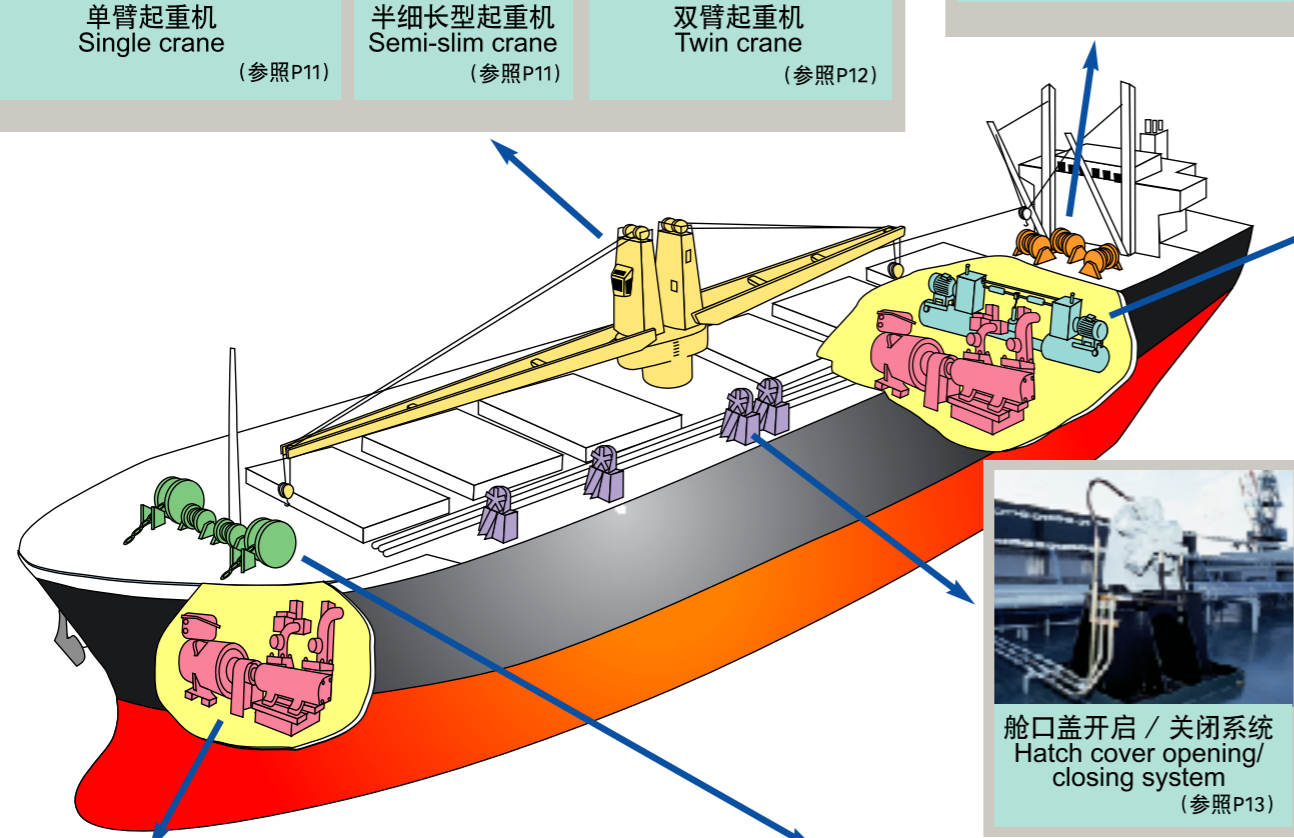 单臂起重机
Single crane
(参照P11)
半细长型起重机
Semi-slim crane
(参照P11)
双臂起重机
Twin crane
(参照P12)
舱口盖开启 / 关闭系统
Hatch cover opening/
closing system
(参照P13)